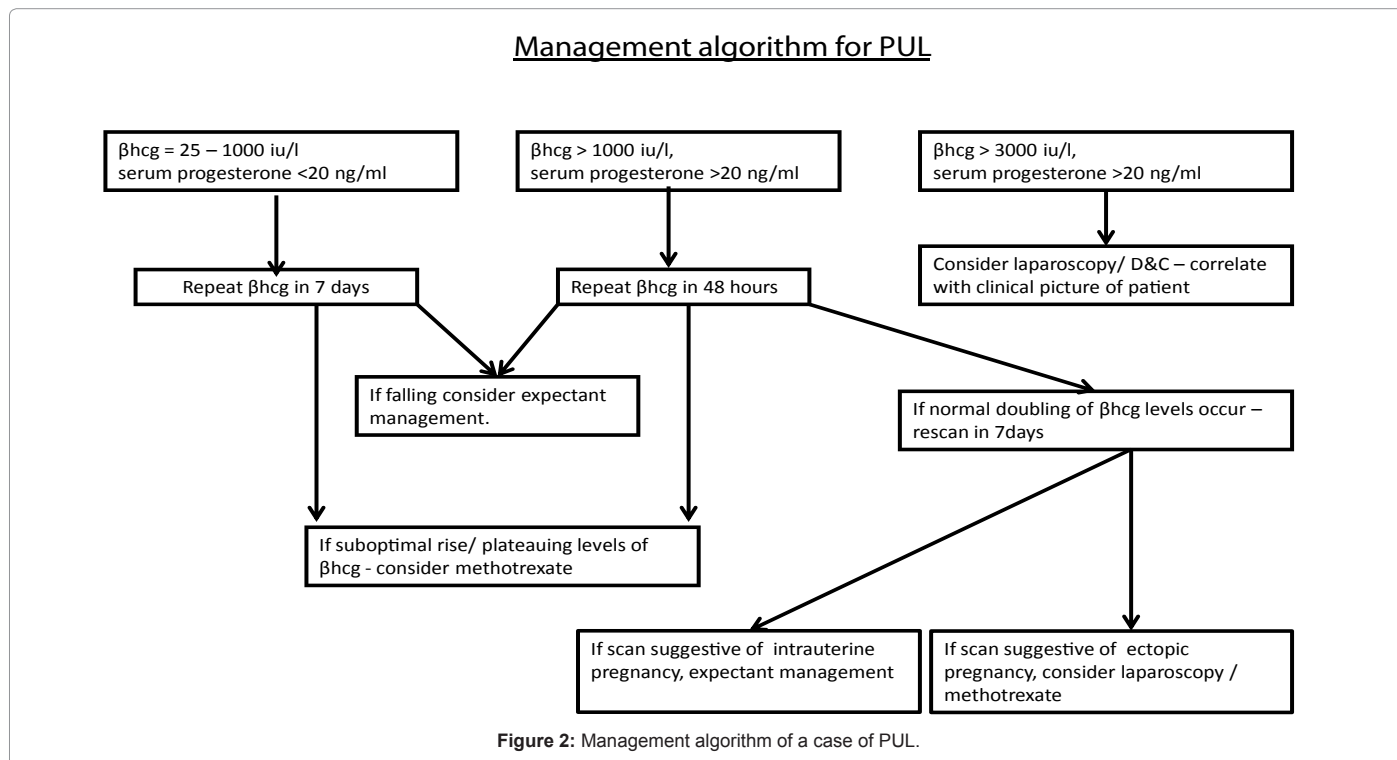 Management algorithm for PUL
βhcg = 25 – 1000 iu/l
serum progesterone <20 ng/ml
βhcg > 1000 iu/l,
serum progesterone >20 ng/ml
βhcg > 3000 iu/l,
serum progesterone >20 ng/ml
Repeat βhcg in 7 days
Repeat βhcg in 48 hours
Consider laparoscopy/ D&C – correlate
with clinical picture of patient
If falling consider expectant
management.
If normal doubling of βhcg levels occur –
rescan in 7days
If suboptimal rise/ plateauing levels of
βhcg - consider methotrexate
If scan suggestive of intrauterine
pregnancy, expectant management
If scan suggestive of ectopic
pregnancy, consider laparoscopy /
methotrexate
Figure 2: Management algorithm of a case of PUL.